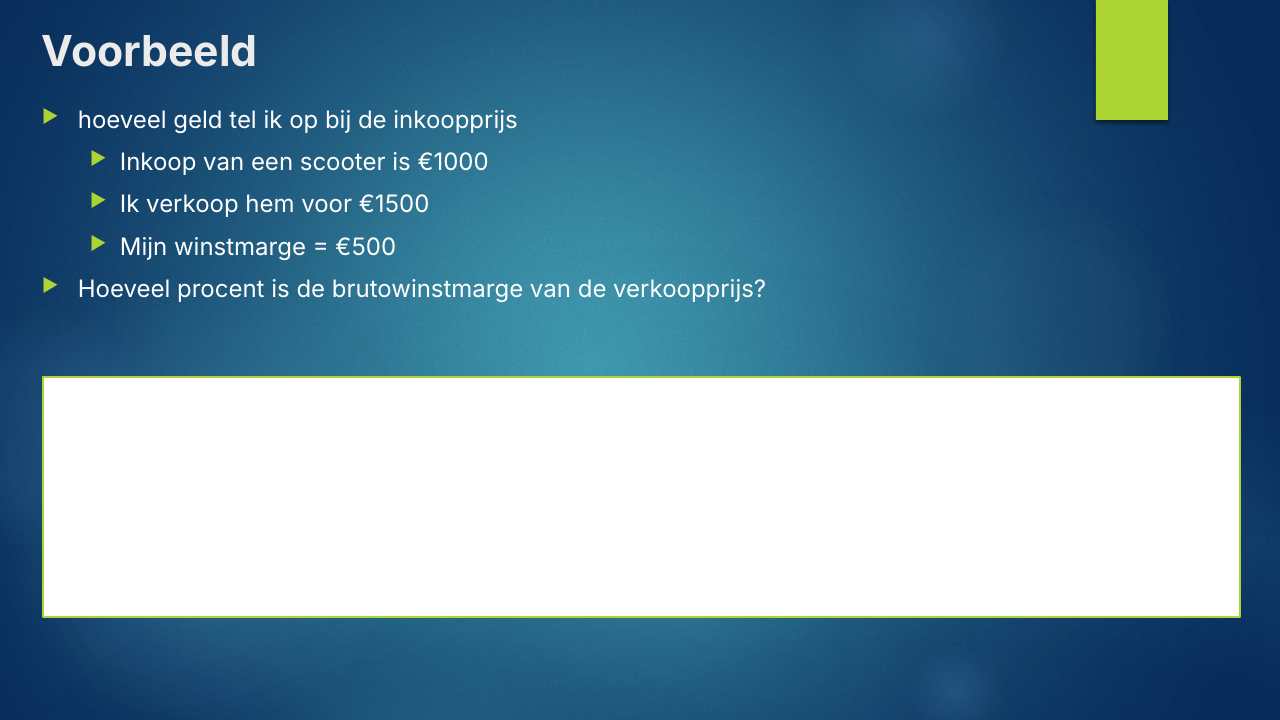 Voorbeeld
hoeveel geld tel ik op bij de inkoopprijs
Inkoop van een scooter is €1000
Ik verkoop hem voor €1500
Mijn winstmarge = €500
Hoeveel procent is de brutowinstmarge van de verkoopprijs?